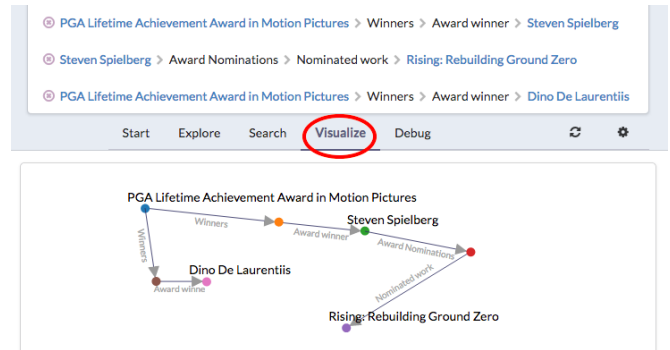 PGA Lifetime Achievement Award in Motion Pictures > Winners > Award winner > Steven Spielberg
Steven Spielberg > Award Nominations > Nominated work > Rising: Rebuilding Ground Zero
PGA Lifetime Achievement Award in Motion Pictures > Winners > Award winner > Dino De Laurentiis
Start Explore Search Visualize Debug
PGA Lifetime Achievement Award in Motion Pictures
Winners
Steven Spielberg
Award winner
Award Nominations
Winners
Dino De Laurentiis
Award winne
Nominated work
Rising: Rebuilding Ground Zero